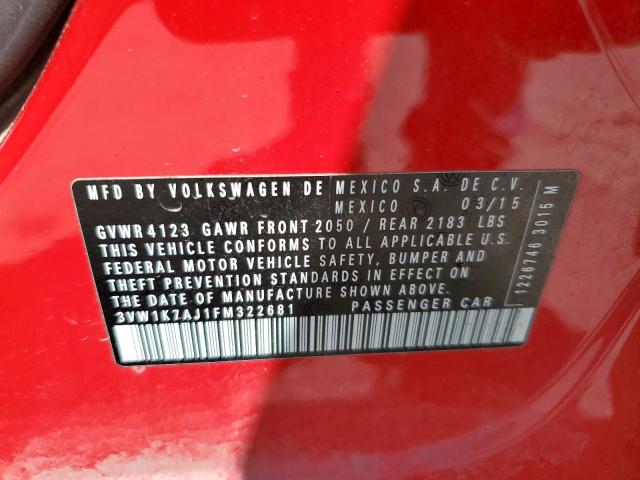 MFD BY VOLKSWAGEN DE MEXICO S.A. DE C.V.
MEXICO 03/15
GVWR4123 GAWR FRONT 2050 / REAR 2183 LBS
THIS VEHICLE CONFORMS TO ALL APPLICABLE U.S.
FEDERAL MOTOR VEHICLE SAFETY, BUMPER AND
THEFT PREVENTION STANDARDS IN EFFECT ON
THE DATE OF MANUFACTURE SHOWN ABOVE.
3VW1K7AJ1FM322681 PASSENGER CAR
1226746 3015 M